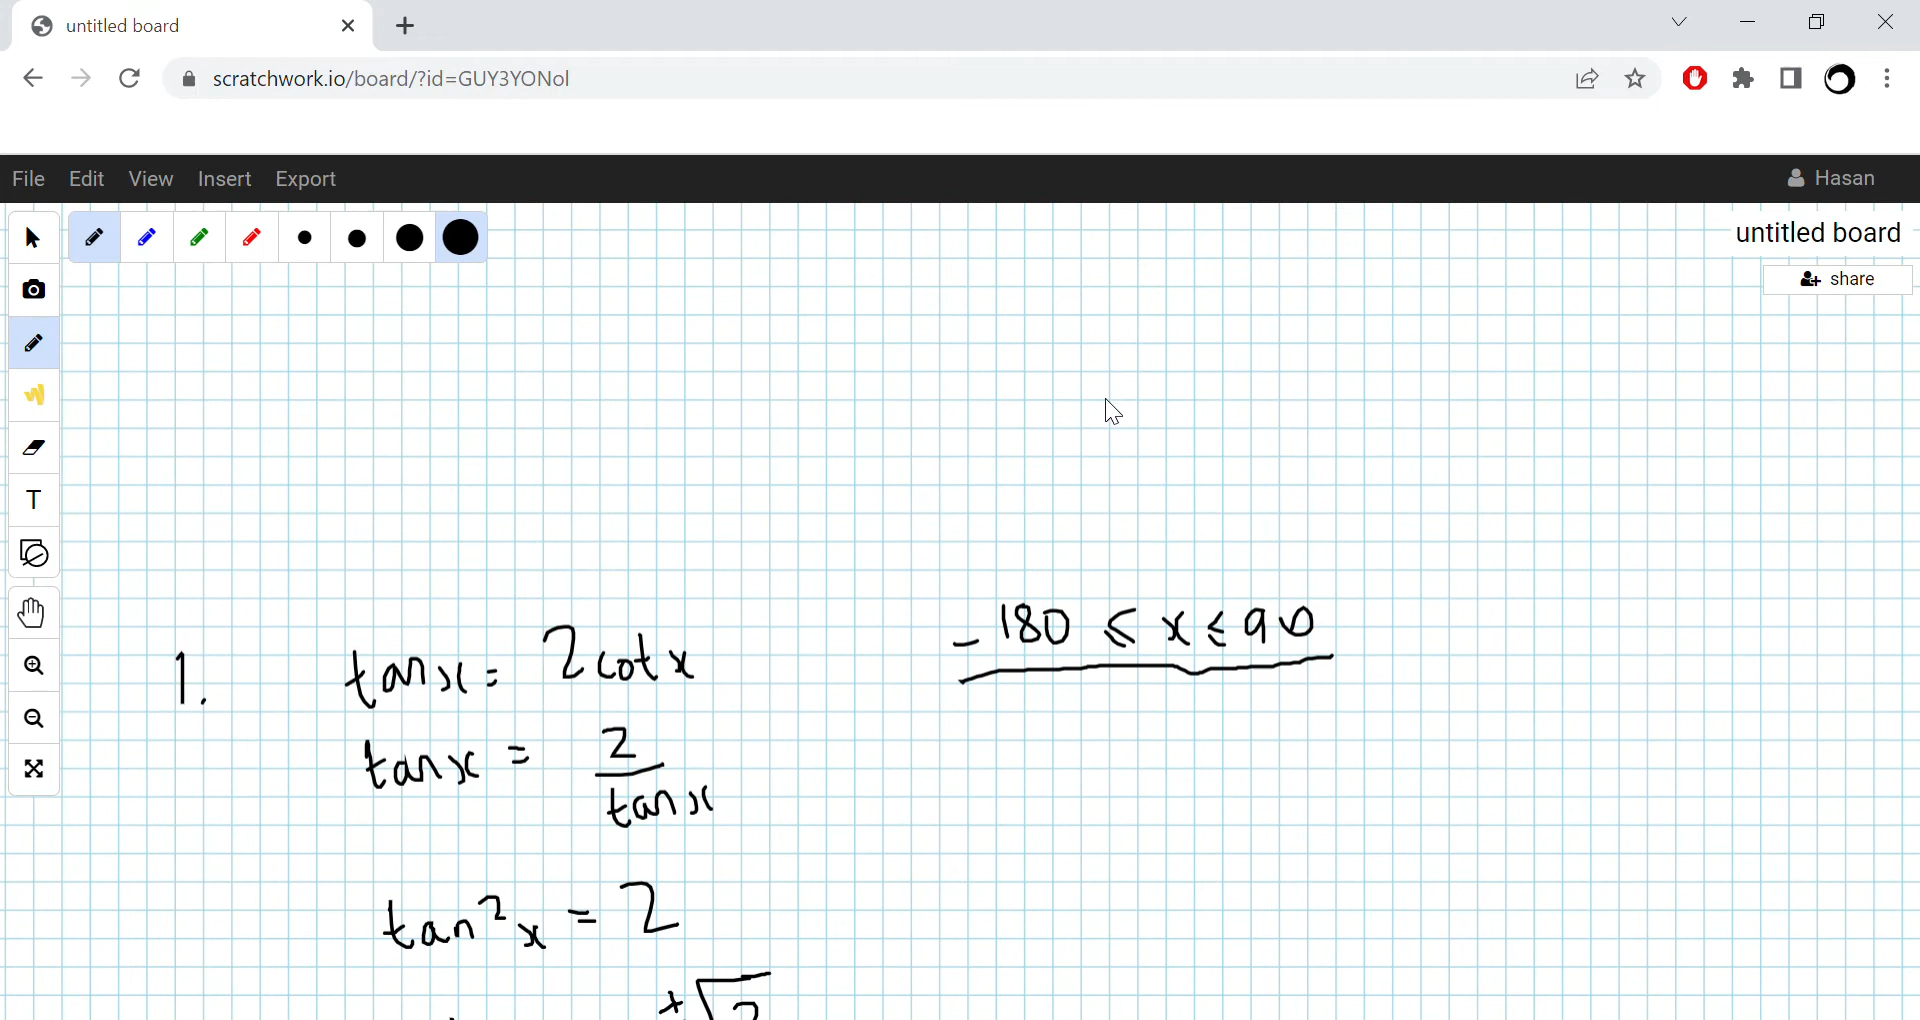 untitled board
scratchwork.io/board/?id=GUY3YONol
File Edit View Insert Export
Hasan
untitled board
share
T
-180 ≤ x ≤ 90
1. tanx = 2cotx
tanx = 2/tanx
tan²x = 2